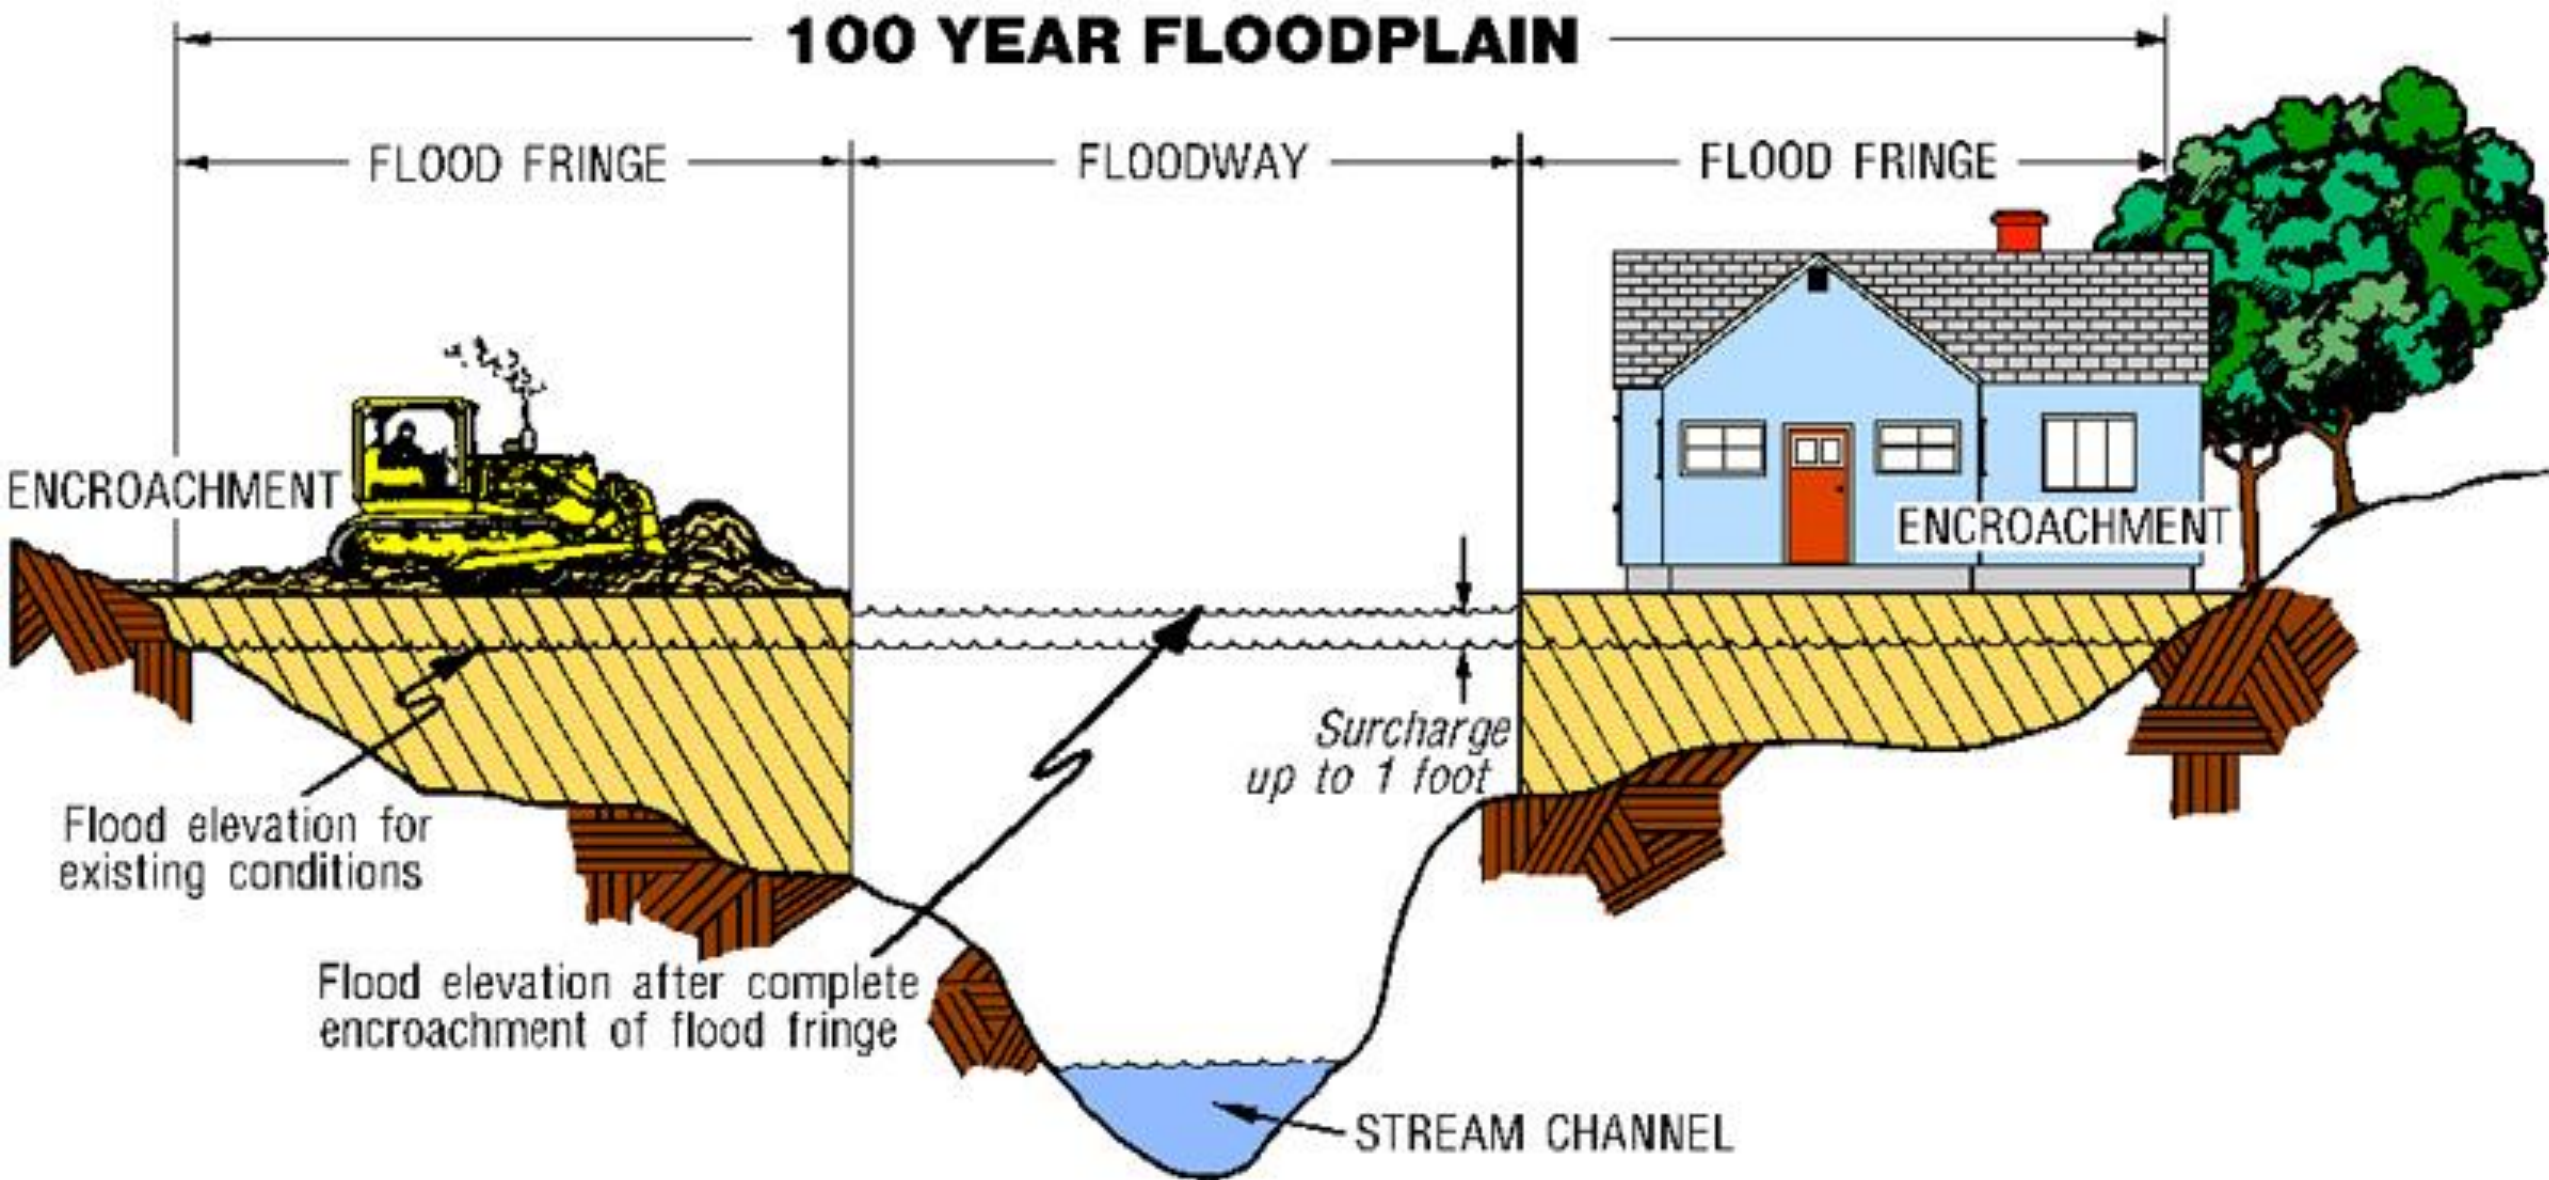 100 YEAR FLOODPLAIN
FLOOD FRINGE
FLOODWAY
FLOOD FRINGE
ENCROACHMENT
ENCROACHMENT
Surcharge
up to 1 foot
Flood elevation for
existing conditions
Flood elevation after complete
encroachment of flood fringe
STREAM CHANNEL